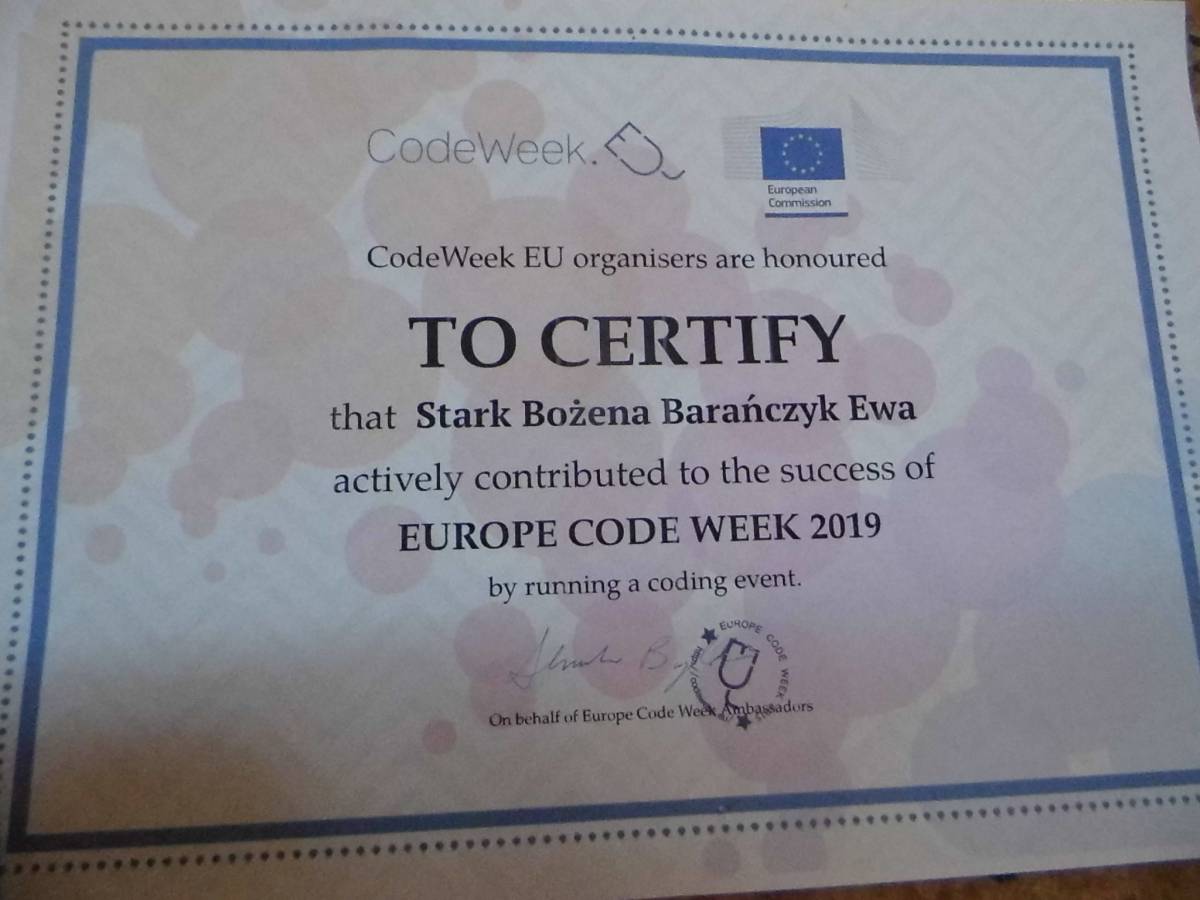 CodeWeek.EU
European
Commission
CodeWeek EU organisers are honoured
TO CERTIFY
that Stark Bożena Barańczyk Ewa
actively contributed to the success of
EUROPE CODE WEEK 2019
by running a coding event.
EUROPE CODE WEEK
On behalf of Europe Code Week Ambassadors